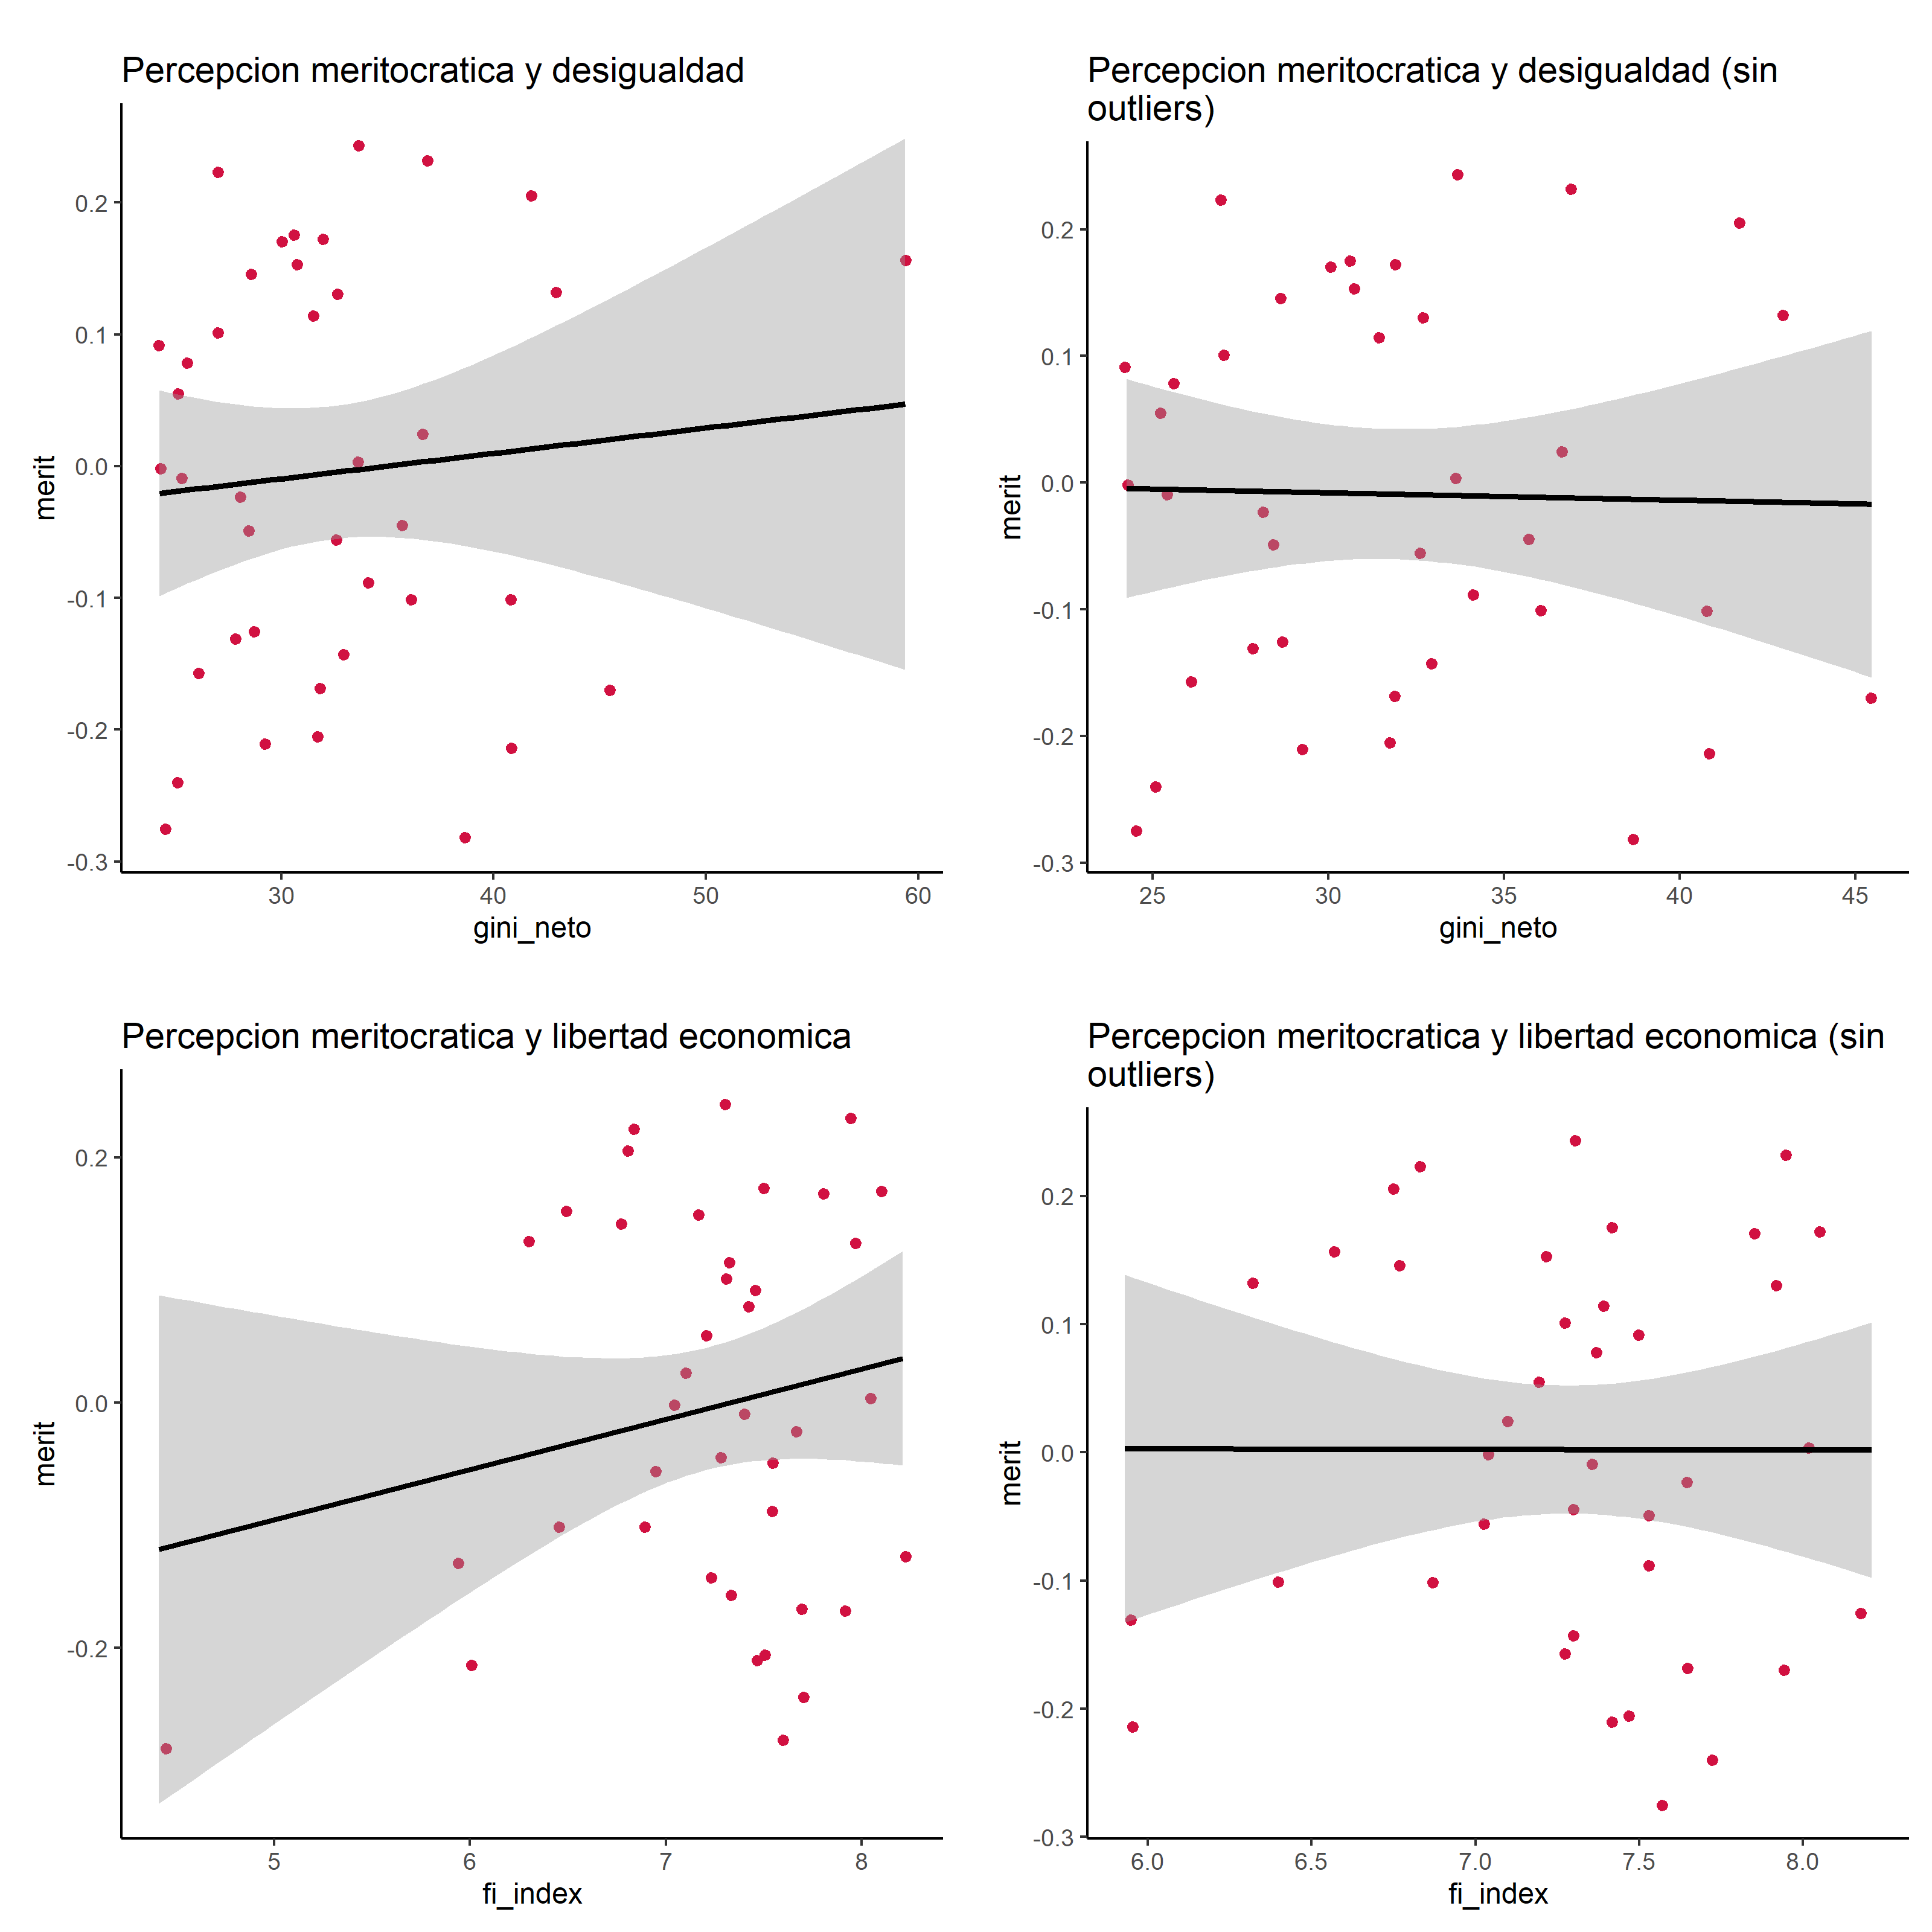 Percepcion meritocratica y desigualdad
merit
0.2
0.1
0.0
-0.1
-0.2
-0.3
30 40 50 60
gini_neto
Percepcion meritocratica y desigualdad (sin
outliers)
merit
0.2
0.1
0.0
-0.1
-0.2
-0.3
25 30 35 40 45
gini_neto
Percepcion meritocratica y libertad economica
merit
0.2
0.0
-0.2
5 6 7 8
fi_index
Percepcion meritocratica y libertad economica (sin
outliers)
merit
0.2
0.1
0.0
-0.1
-0.2
-0.3
6.0 6.5 7.0 7.5 8.0
fi_index